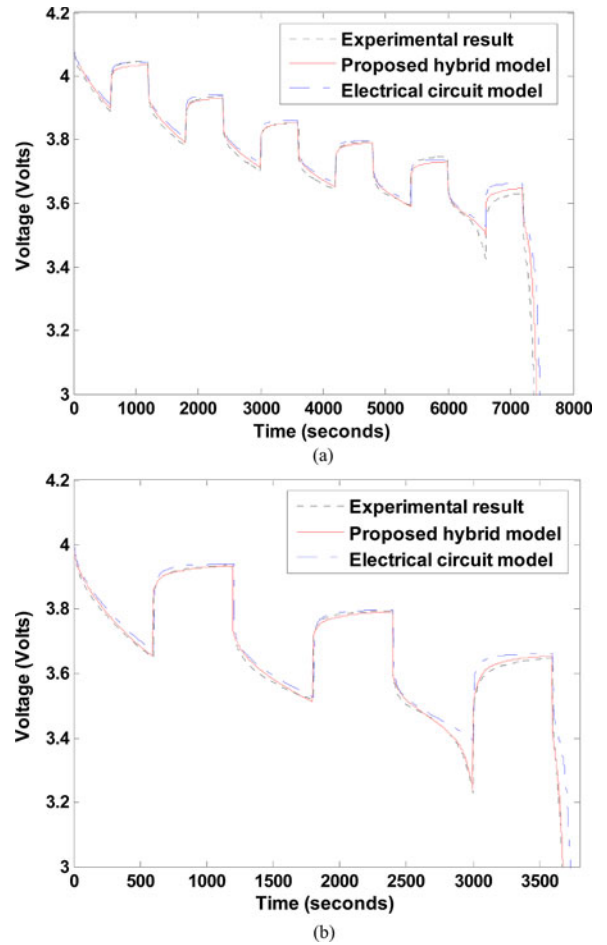 4.2
4
3.8
3.6
3.4
3.2
3
Voltage (Volts)
Experimental result
Proposed hybrid model
Electrical circuit model
0 1000 2000 3000 4000 5000 6000 7000 8000
Time (seconds)
(a)
4.2
4
3.8
3.6
3.4
3.2
3
Voltage (Volts)
Experimental result
Proposed hybrid model
Electrical circuit model
0 500 1000 1500 2000 2500 3000 3500
Time (seconds)
(b)